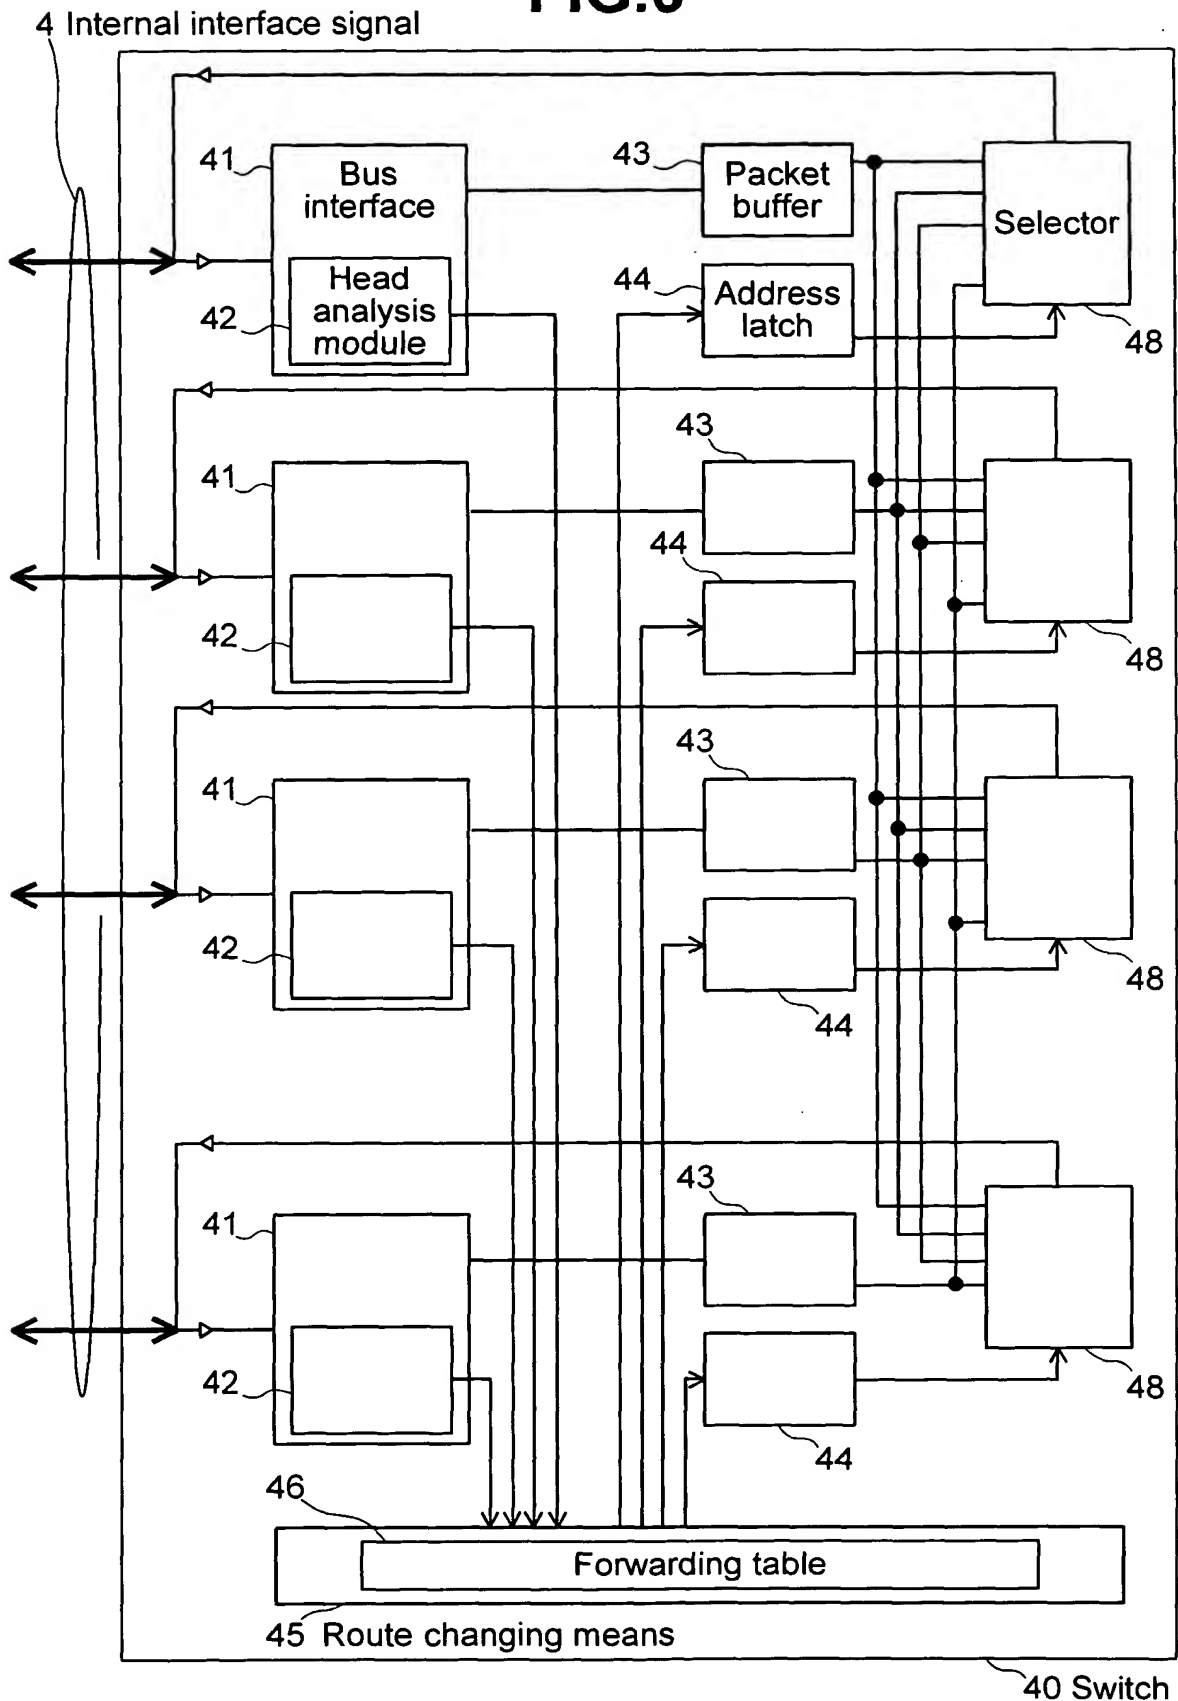 4 Internal interface signal
41
Bus
interface
42
Head
analysis
module
43
Packet
buffer
44
Address
latch
Selector
48
41
42
43
44
48
41
42
43
44
48
41
42
43
44
48
46
Forwarding table
45 Route changing means
40 Switch